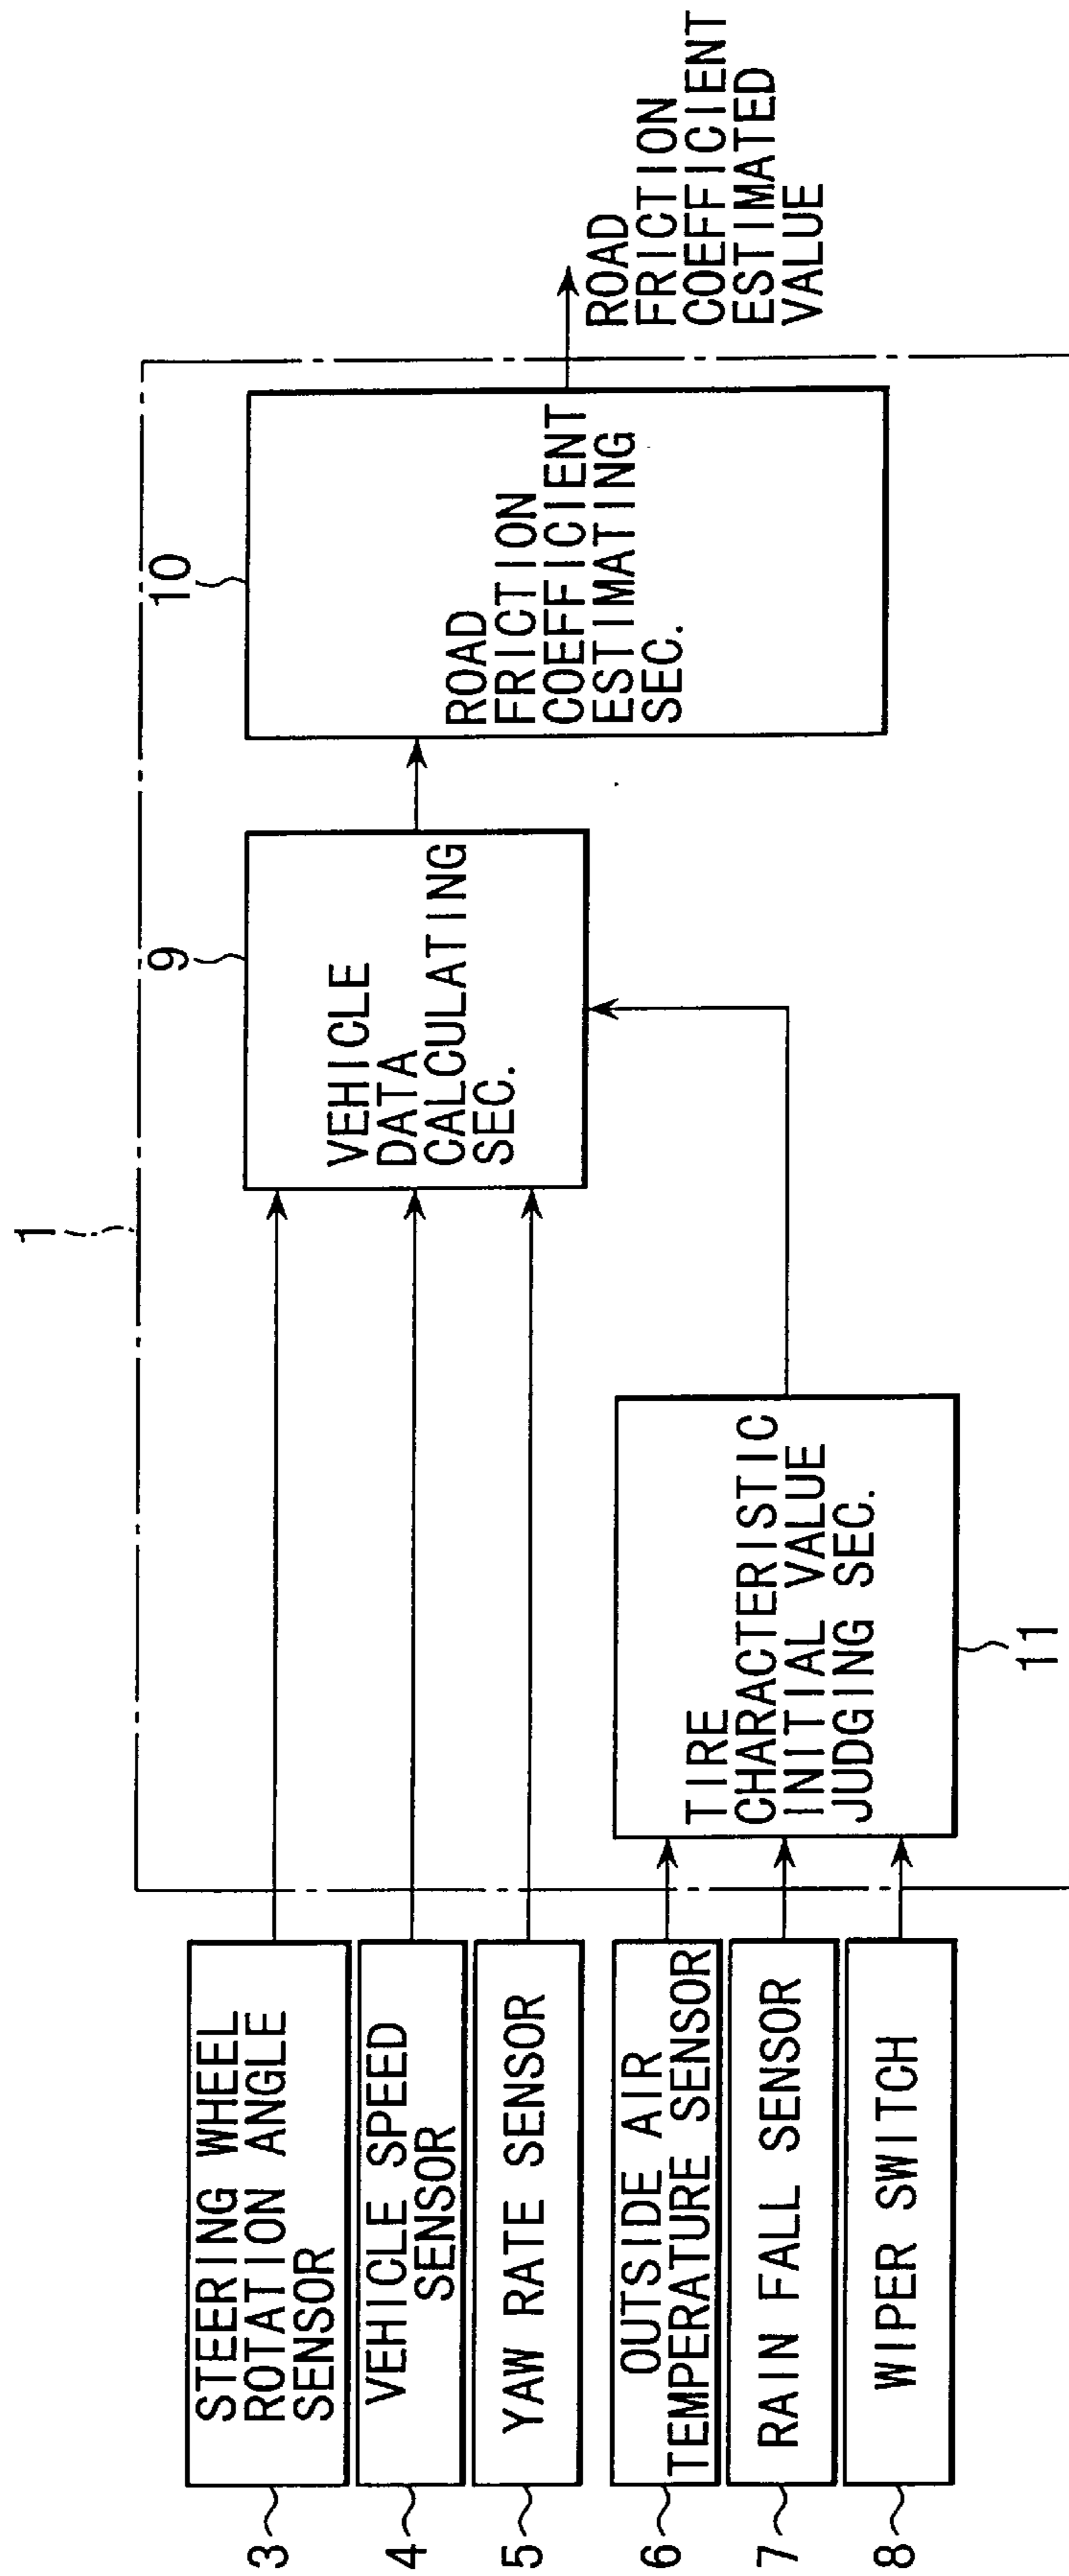 1
3
STEERING WHEEL
ROTATION ANGLE
SENSOR
4
VEHICLE SPEED
SENSOR
5
YAW RATE SENSOR
6
OUTSIDE AIR
TEMPERATURE SENSOR
7
RAIN FALL SENSOR
8
WIPER SWITCH
9
VEHICLE
DATA
CALCULATING
SEC.
11
TIRE
CHARACTERISTIC
INITIAL VALUE
JUDGING SEC.
10
ROAD
FRICTION
COEFFICIENT
ESTIMATING
SEC.
ROAD
FRICTION
COEFFICIENT
ESTIMATED
VALUE